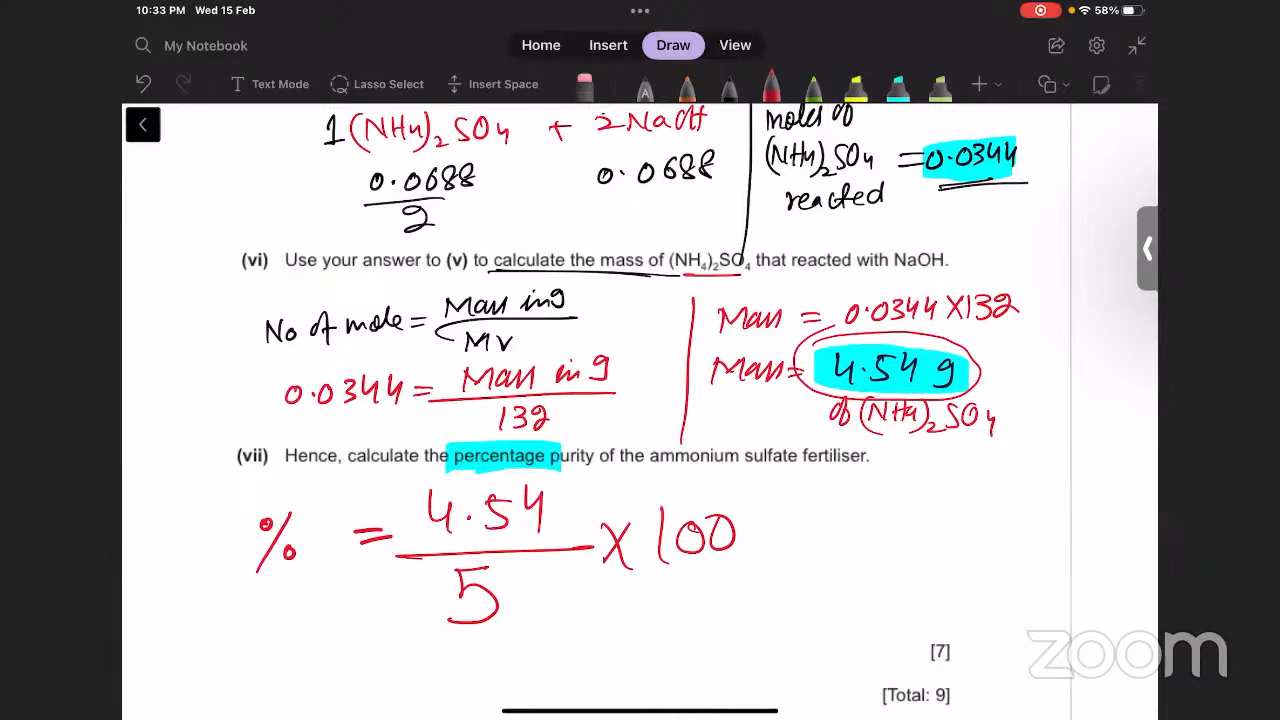 10:33 PM Wed 15 Feb
58%
My Notebook
Home Insert Draw View
Text Mode Lasso Select Insert Space
1(NH4)2SO4 + 2NaOH
0.0688/2 0.0688
moles of
(NH4)2SO4 = 0.0344
reacted
(vi) Use your answer to (v) to calculate the mass of (NH4)2SO4 that reacted with NaOH.
No of mole = Mass in g / Mr
0.0344 = Mass in g / 132
Mass = 0.0344 X 132
Mass = 4.54 g
of (NH4)2SO4
(vii) Hence, calculate the percentage purity of the ammonium sulfate fertiliser.
% = 4.54/5 X 100
[7]
[Total: 9]
zoom